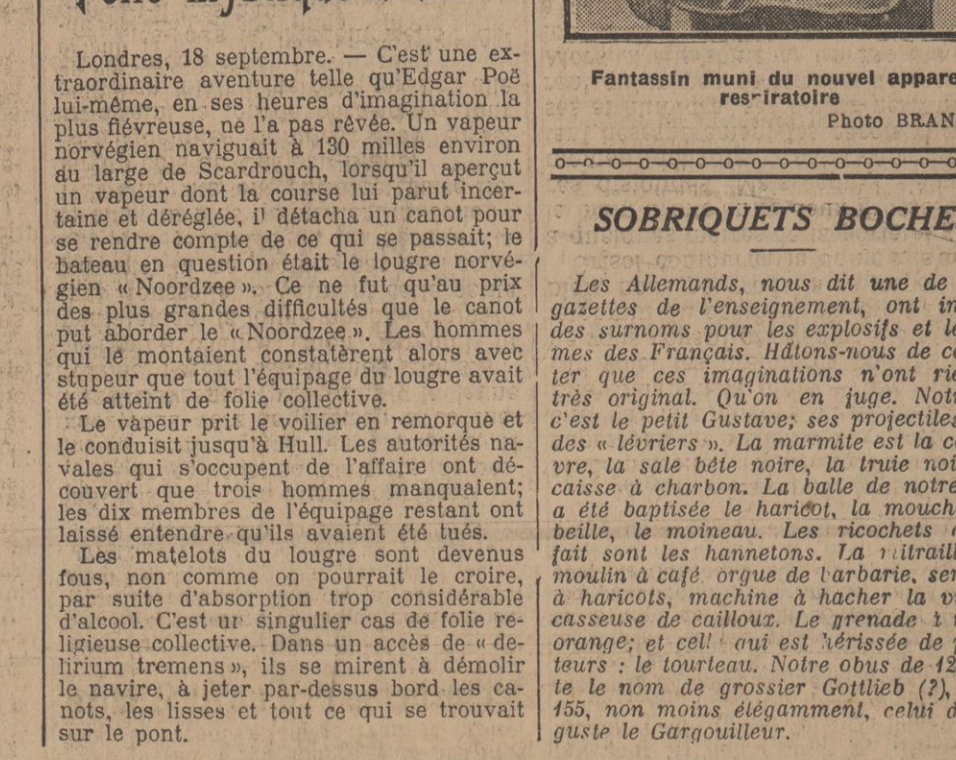 Londres, 18 septembre. — C'est une ex-
traordinaire aventure telle qu'Edgar Poë
lui-même, en ses heures d'imagination la
plus fiévreuse, ne l'a pas rêvée. Un vapeur
norvégien naviguait à 130 milles environ
au large de Scardrouch, lorsqu'il aperçut
un vapeur dont la course lui parut incer-
taine et déréglée, il détacha un canot pour
se rendre compte de ce qui se passait; le
bateau en question était le lougre norvé-
gien « Noordzee ». Ce ne fut qu'au prix
des plus grandes difficultés que le canot
put aborder le « Noordzee ». Les hommes
qui le montaient constatèrent alors avec
stupeur que tout l'équipage du lougre avait
été atteint de folie collective.
Le vapeur prit le voilier en remorque et
le conduisit jusqu'à Hull. Les autorités na-
vales qui s'occupent de l'affaire ont dé-
couvert que trois hommes manquaient;
les dix membres de l'équipage restant ont
laissé entendre qu'ils avaient été tués.
Les matelots du lougre sont devenus
fous, non comme on pourrait le croire,
par suite d'absorption trop considérable
d'alcool. C'est un singulier cas de folie re-
ligieuse collective. Dans un accès de « de-
lirium tremens », ils se mirent à démolir
le navire, à jeter par-dessus bord les ca-
nots, les lisses et tout ce qui se trouvait
sur le pont.
Fantassin muni du nouvel appare
respiratoire
Photo BRAN
SOBRIQUETS BOCHE
Les Allemands, nous dit une de
gazettes de l'enseignement, ont in
des surnoms pour les explosifs et le
mes des Français. Hâtons-nous de co
ter que ces imaginations n'ont rie
très original. Qu'on en juge. Notr
c'est le petit Gustave; ses projectiles
des « lévriers ». La marmite est la c
vre, la sale bête noire, la truie noi
caisse à charbon. La balle de notre
a été baptisée le haricot, la mouch
beille, le moineau. Les ricochets
fait sont les hannetons. La mitraill
moulin à café, orgue de barbarie, ser
à haricots, machine à hacher la v
casseuse de cailloux. Le grenade
orange; et cell qui est hérissée de
teurs : le tourteau. Notre obus de 12
te le nom de grossier Gottlieb (?),
155, non moins élégamment, celui d
guste le Gargouilleur.